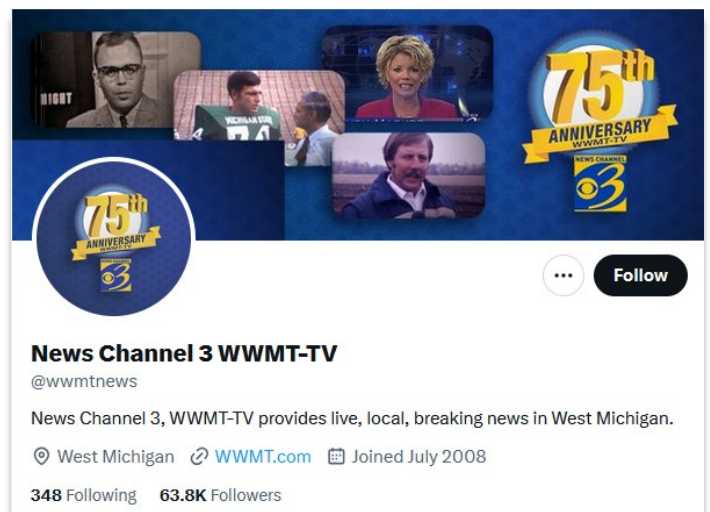 NIGHT
MICHIGAN STATE
74
75th
ANNIVERSARY
WWMT-TV
NEWS CHANNEL
3
75th
ANNIVERSARY
WWMT-TV
3
Follow
News Channel 3 WWMT-TV
@wwmtnews
News Channel 3, WWMT-TV provides live, local, breaking news in West Michigan.
West Michigan WWMT.com Joined July 2008
348 Following 63.8K Followers